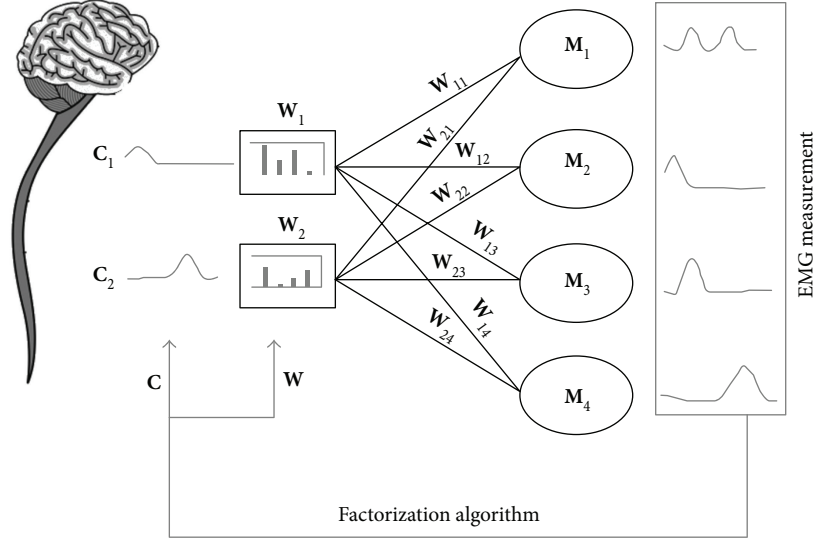 W1
C1
W2
C2
W11
W21
W12
W22
W13
W23
W14
W24
M1
M2
M3
M4
EMG measurement
C
W
Factorization algorithm